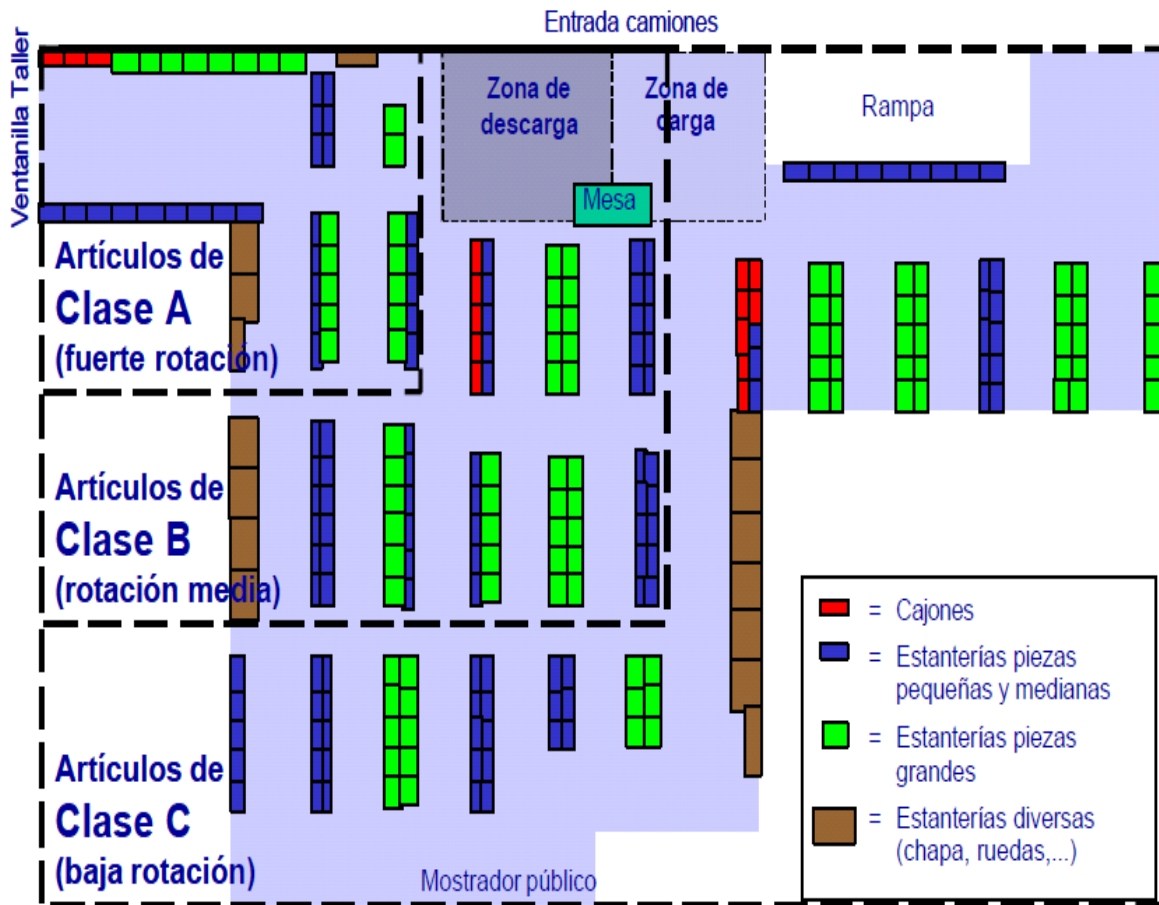 Entrada camiones
Ventanilla Taller
Zona de
descarga
Zona de
carga
Rampa
Mesa
Artículos de
Clase A
(fuerte rotación)
Artículos de
Clase B
(rotación media)
Artículos de
Clase C
(baja rotación)
Mostrador público
= Cajones
= Estanterías piezas
pequeñas y medianas
= Estanterías piezas
grandes
= Estanterías diversas
(chapa, ruedas,...)